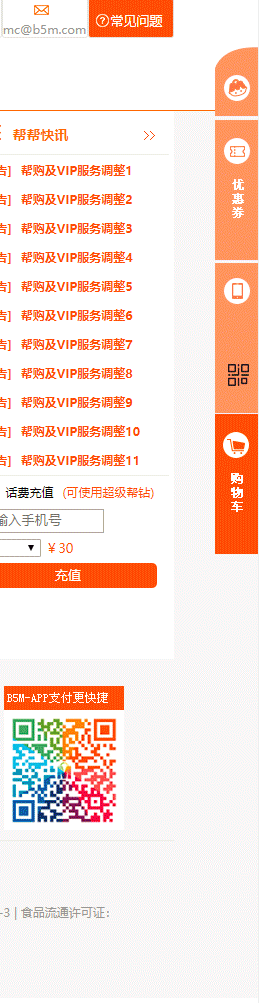 mc@b5m.com
常见问题
帮帮快讯
告] 帮购及VIP服务调整1
告] 帮购及VIP服务调整2
告] 帮购及VIP服务调整3
告] 帮购及VIP服务调整4
告] 帮购及VIP服务调整5
告] 帮购及VIP服务调整6
告] 帮购及VIP服务调整7
告] 帮购及VIP服务调整8
告] 帮购及VIP服务调整9
告] 帮购及VIP服务调整10
告] 帮购及VIP服务调整11
话费充值 (可使用超级帮钻)
输入手机号
￥30
充值
优惠券
购物车
B5M-APP支付更快捷
-3 | 食品流通许可证: